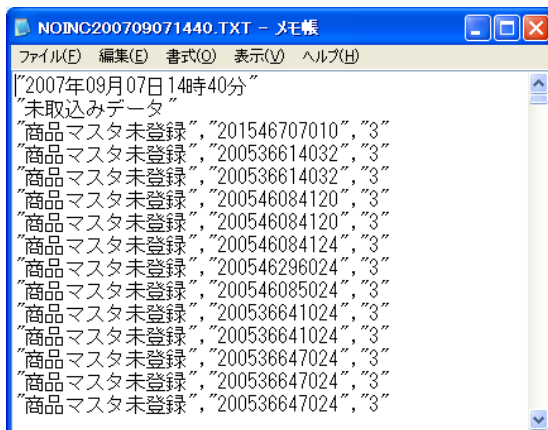 NOINC200709071440.TXT - メモ帳
ファイル(F) 編集(E) 書式(O) 表示(V) ヘルプ(H)
"2007年09月07日14時40分"
"未取込みデータ"
"商品マスタ未登録","201546707010","3"
"商品マスタ未登録","200536614032","3"
"商品マスタ未登録","200536614032","3"
"商品マスタ未登録","200546084120","3"
"商品マスタ未登録","200546084120","3"
"商品マスタ未登録","200546084124","3"
"商品マスタ未登録","200546296024","3"
"商品マスタ未登録","200546085024","3"
"商品マスタ未登録","200536641024","3"
"商品マスタ未登録","200536641024","3"
"商品マスタ未登録","200536647024","3"
"商品マスタ未登録","200536647024","3"
"商品マスタ未登録","200536647024","3"